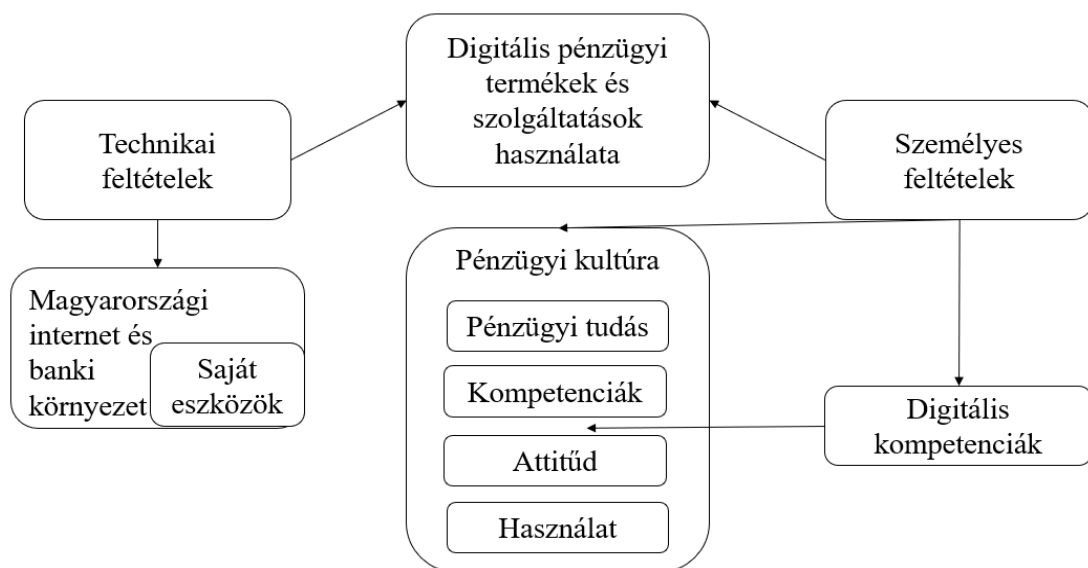 Digitális pénzügyi
termékek és
szolgáltatások
használata
Technikai
feltételek
Személyes
feltételek
Magyarországi
internet és
banki
környezet
Saját
eszközök
Pénzügyi kultúra
Pénzügyi tudás
Kompetenciák
Attitűd
Használat
Digitális
kompetenciák